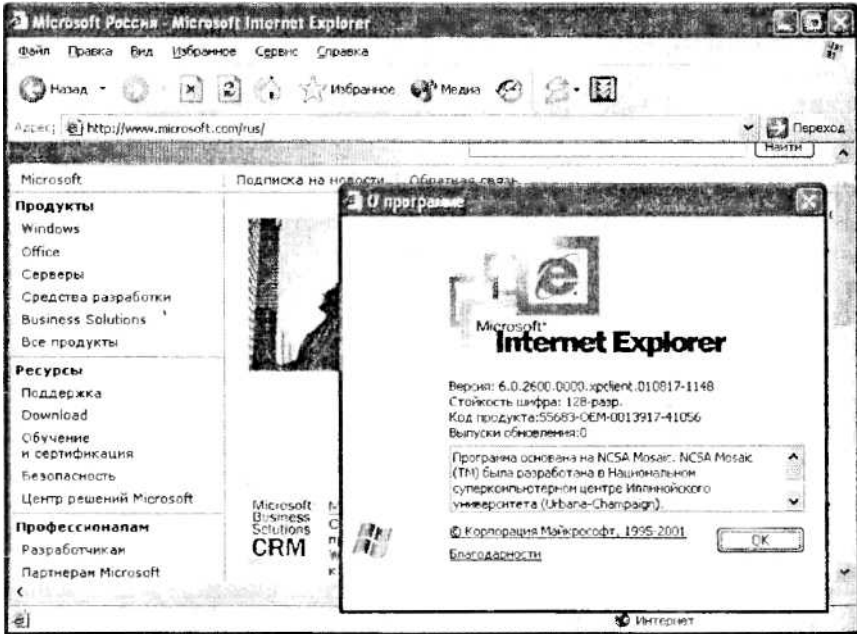 Microsoft Россия - Microsoft Internet Explorer
Файл Правка Вид Избранное Сервис Справка
Назад Избранное Медиа
Адрес: http://www.microsoft.com/rus/ Переход
Найти
Microsoft Подписка на новости Обратная связь
Продукты
Windows
Office
Серверы
Средства разработки
Business Solutions
Все продукты
Ресурсы
Поддержка
Download
Обучение
и сертификация
Безопасность
Центр решений Microsoft
Профессионалам
Разработчикам
Партнерам Microsoft
Microsoft
Business
Solutions
CRM
О программе
Microsoft
Internet Explorer
Версия: 6.0.2600.0000.xpclient.010817-1148
Стойкость шифра: 128-разр.
Код продукта:55683-OEM-0013917-41056
Выпуски обновления:0
Программа основана на NCSA Mosaic. NCSA Mosaic
(TM) была разработана в Национальном
суперкомпьютерном центре Иллинойского
университета (Urbana-Champaign).
© Корпорация Майкрософт, 1995-2001
Благодарности
OK
Интернет